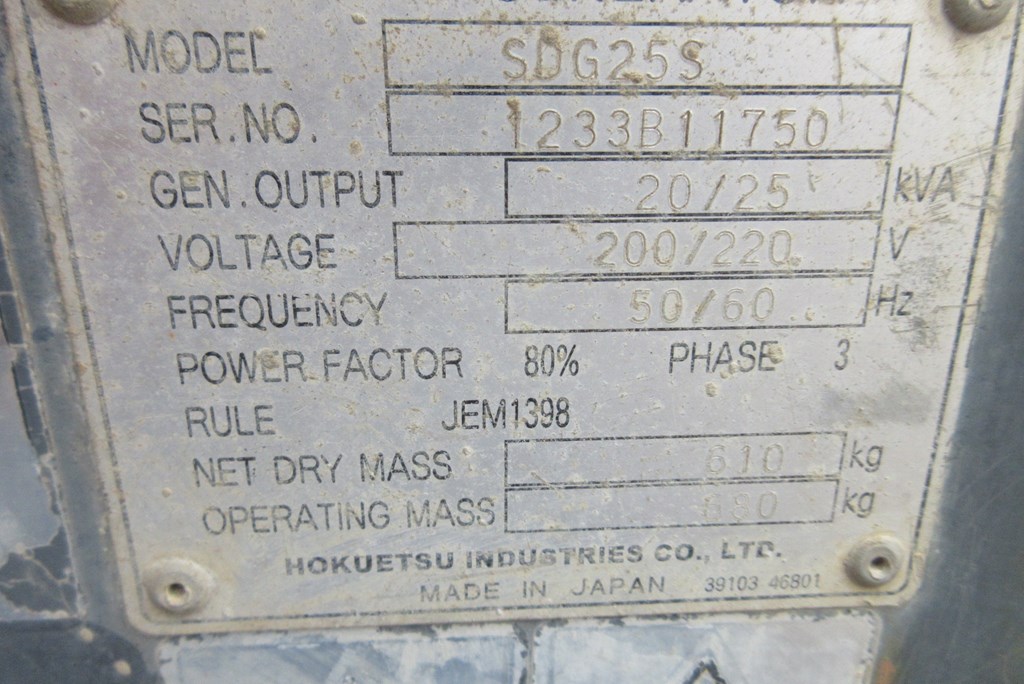 MODEL SDG25S
SER.NO. 1233B11750
GEN.OUTPUT 20/25 kVA
VOLTAGE 200/220 V
FREQUENCY 50/60 Hz
POWER FACTOR 80% PHASE 3
RULE JEM1398
NET DRY MASS 610 kg
OPERATING MASS 680 kg
HOKUETSU INDUSTRIES CO., LTD.
MADE IN JAPAN 39103 46801